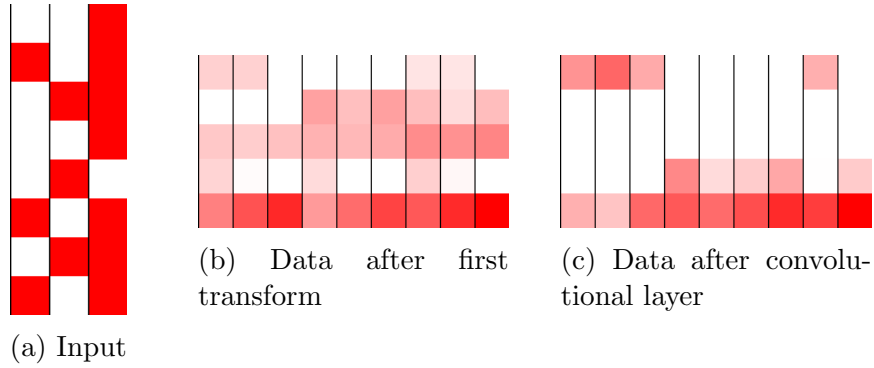 (a) Input
(b) Data after first
transform
(c) Data after convolu-
tional layer